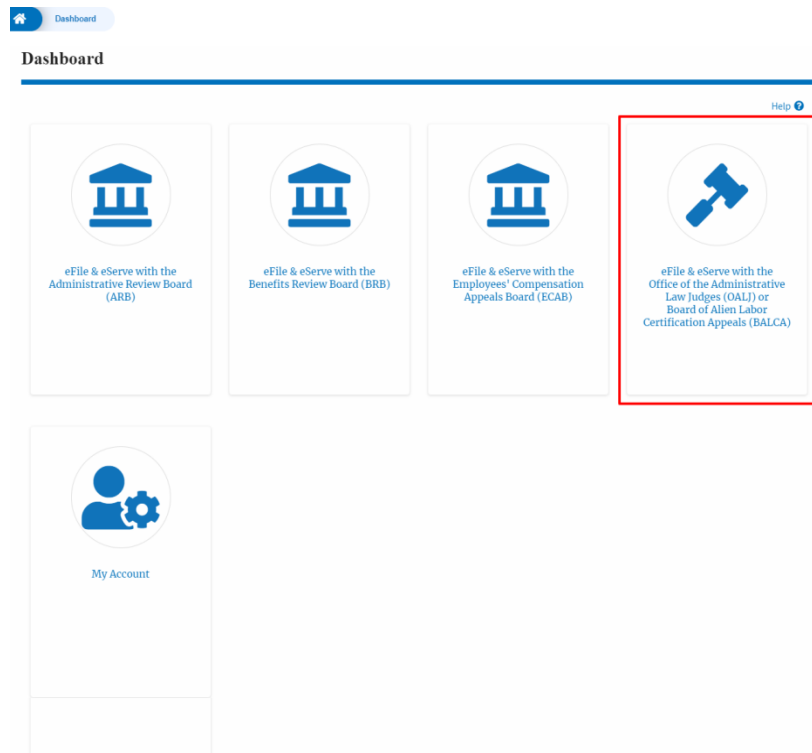 Dashboard
Dashboard
Help
eFile & eServe with the
Administrative Review Board
(ARB)
eFile & eServe with the
Benefits Review Board (BRB)
eFile & eServe with the
Employees' Compensation
Appeals Board (ECAB)
eFile & eServe with the
Office of the Administrative
Law Judges (OALJ) or
Board of Alien Labor
Certification Appeals (BALCA)
My Account